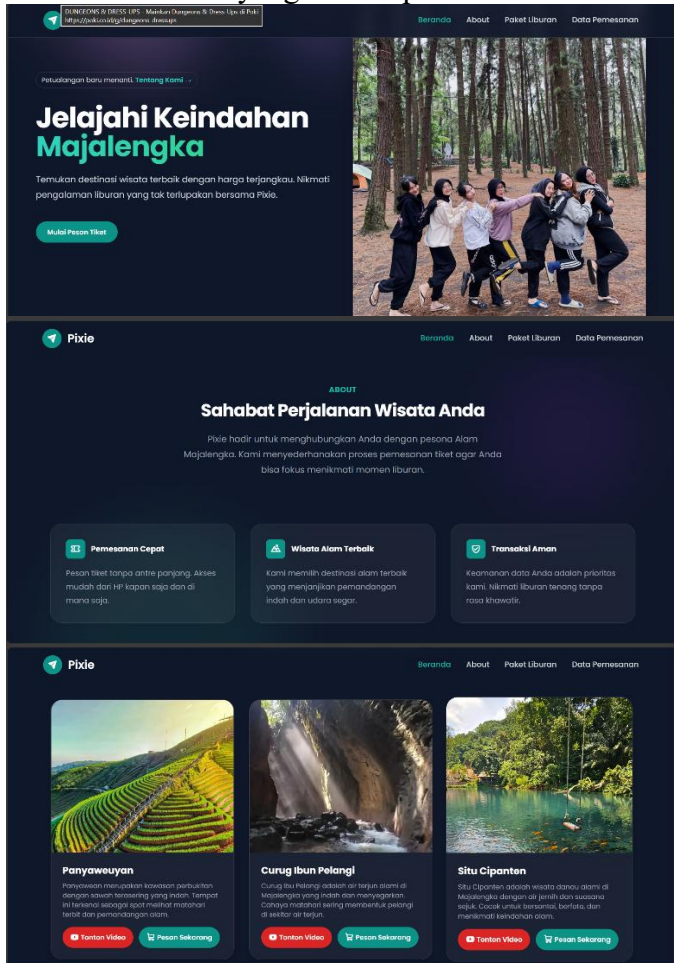 DUNGEONS & DRESS UPS - Mainkan Dungeons & Dress Ups di Poki
https://poki.co.id/g/dungeons-dress-ups
Beranda About Paket Liburan Data Pemesanan
Petualangan baru menanti. Tentang Kami →
Jelajahi Keindahan
Majalengka
Temukan destinasi wisata terbaik dengan harga terjangkau. Nikmati
pengalaman liburan yang tak terlupakan bersama Pixie.
Mulai Pesan Tiket
Pixie
Beranda About Paket Liburan Data Pemesanan
ABOUT
Sahabat Perjalanan Wisata Anda
Pixie hadir untuk menghubungkan Anda dengan pesona Alam
Majalengka. Kami menyederhanakan proses pemesanan tiket agar Anda
bisa fokus menikmati momen liburan.
Pemesanan Cepat
Pesan tiket tanpa antre panjang. Akses
mudah dari HP kapan saja dan di
mana saja.
Wisata Alam Terbaik
Kami memilih destinasi alam terbaik
yang menjanjikan pemandangan
indah dan udara segar.
Transaksi Aman
Keamanan data Anda adalah prioritas
kami. Nikmati liburan tenang tanpa
rasa khawatir.
Pixie
Beranda About Paket Liburan Data Pemesanan
Panyaweuyan
Panyawean merupakan kawasan perbukitan
dengan sawah terasering yang indah. Tempat
ini terkenal sebagai spot melihat matahari
terbit dan pemandangan alam.
Tonton Video
Pesan Sekarang
Curug Ibun Pelangi
Curug Ibu Pelangi adalah air terjun alami di
Majalengka yang indah dan menyegarkan.
Cahaya matahari sering membentuk pelangi
di sekitar air terjun.
Tonton Video
Pesan Sekarang
Situ Cipanten
Situ Cipanten adalah wisata danau alami di
Majalengka dengan air jernih dan suasana
sejuk. Cocok untuk bersantai, berfoto, dan
menikmati keindahan alam.
Tonton Video
Pesan Sekarang